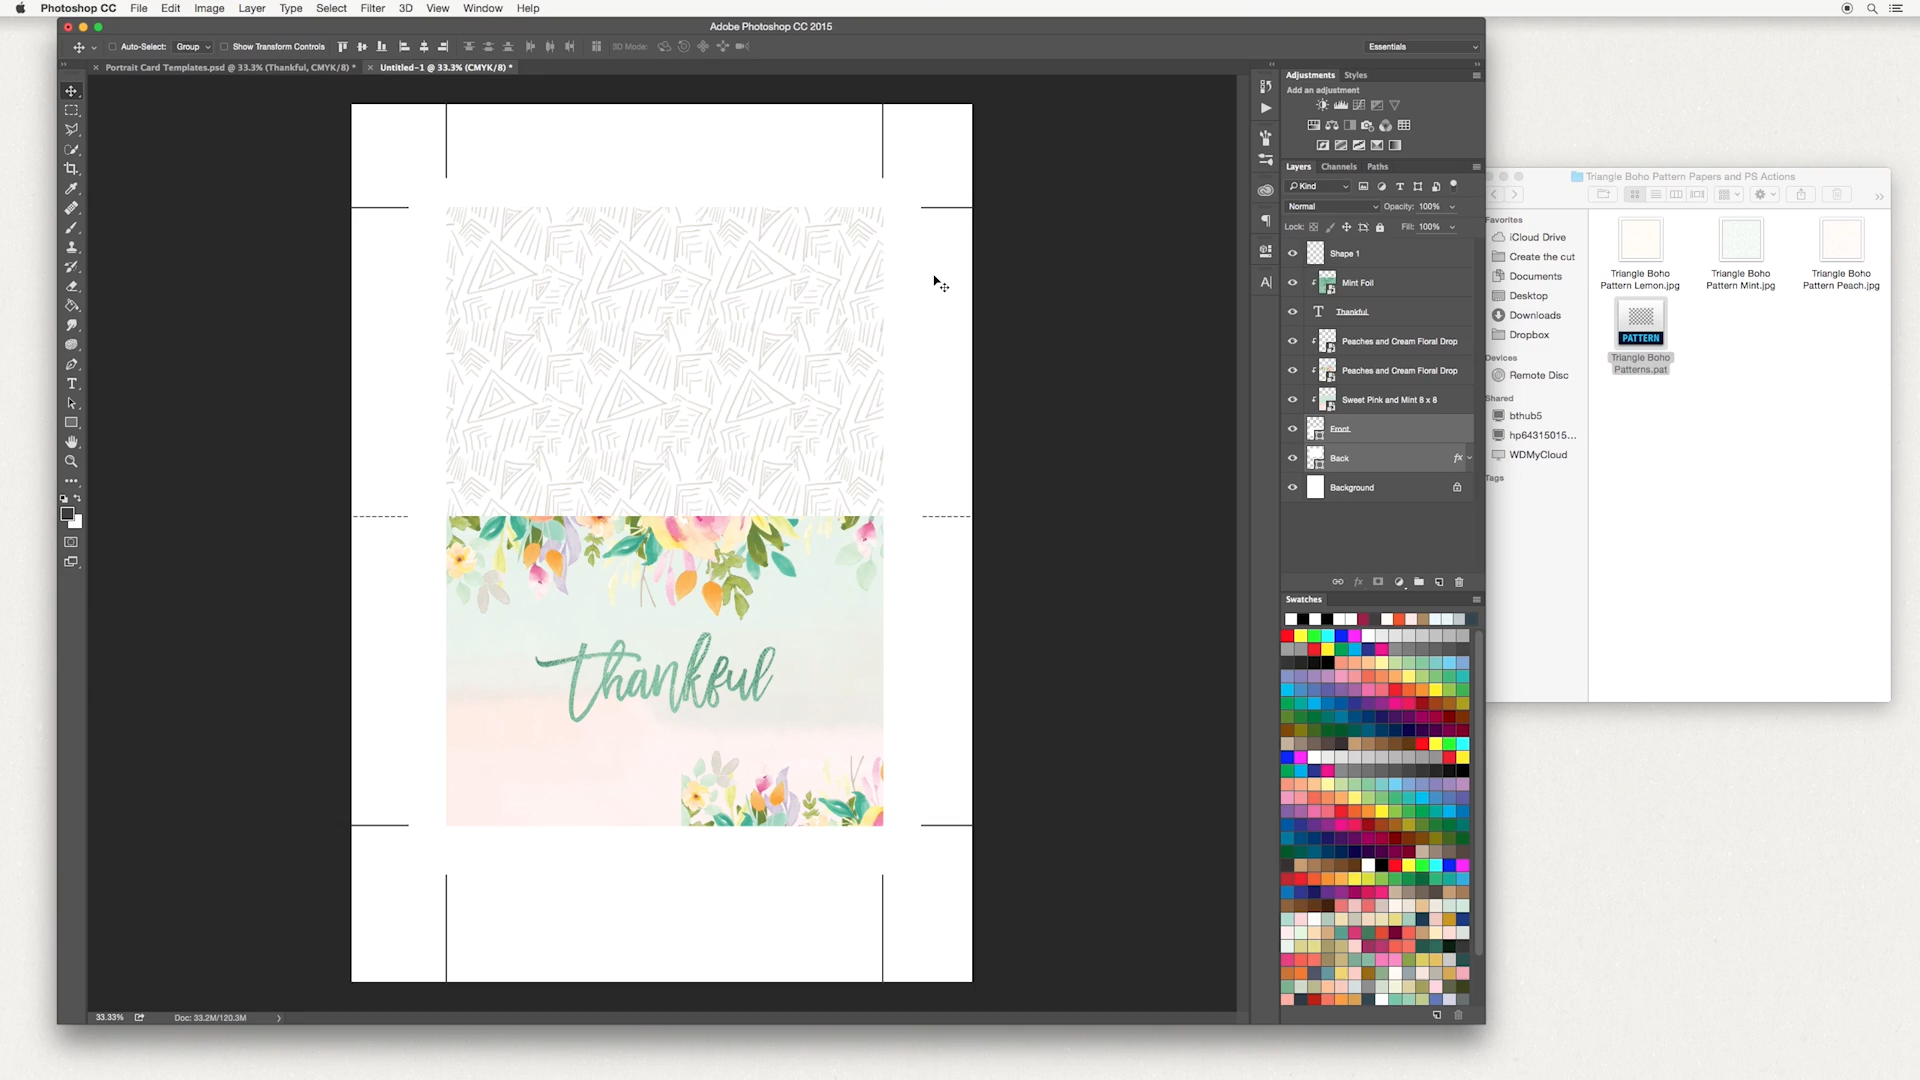 Photoshop CC File Edit Image Layer Type Select Filter 3D View Window Help
Adobe Photoshop CC 2015
Auto-Select: Group Show Transform Controls 3D Mode: Essentials
Portrait Card Templates.psd @ 33.3% (Thankful, CMYK/8) * Untitled-1 @ 33.3% (CMYK/8) *
Adjustments Styles
Add an adjustment
Layers Channels Paths
Kind
Normal Opacity: 100%
Lock: Fill: 100%
Shape 1
Mint Foil
Thankful
Peaches and Cream Floral Drop
Peaches and Cream Floral Drop
Sweet Pink and Mint 8 x 8
Front
Back fx
Background
Swatches
thankful
33.33% Doc: 33.2M/120.3M
Triangle Boho Pattern Papers and PS Actions
Favorites
iCloud Drive
Create the cut
Documents
Desktop
Downloads
Dropbox
Devices
Remote Disc
Shared
bthub5
hp64315015...
WDMyCloud
Tags
Triangle Boho
Pattern Lemon.jpg
Triangle Boho
Pattern Mint.jpg
Triangle Boho
Pattern Peach.jpg
PATTERN
Triangle Boho
Patterns.pat